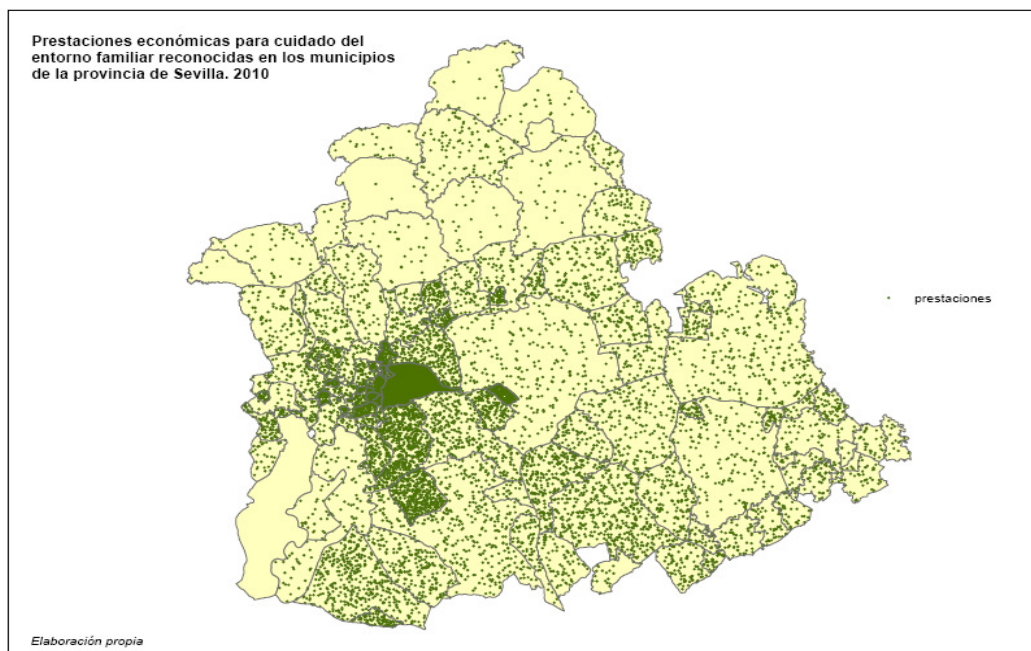 Prestaciones económicas para cuidado del
entorno familiar reconocidas en los municipios
de la provincia de Sevilla. 2010
prestaciones
Elaboración propia